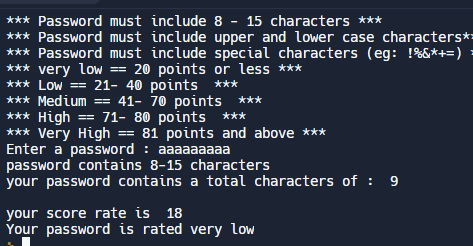 *** Password must include 8 - 15 characters ***
*** Password must include upper and lower case characters**
*** Password must include special characters (eg: !%&*+=) *
*** very low == 20 points or less ***
*** Low == 21- 40 points  ***
*** Medium == 41- 70 points  ***
*** High == 71- 80 points  ***
*** Very High == 81 points and above ***
Enter a password : aaaaaaaaa
password contains 8-15 characters
your password contains a total characters of :  9

your score rate is  18
Your password is rated very low